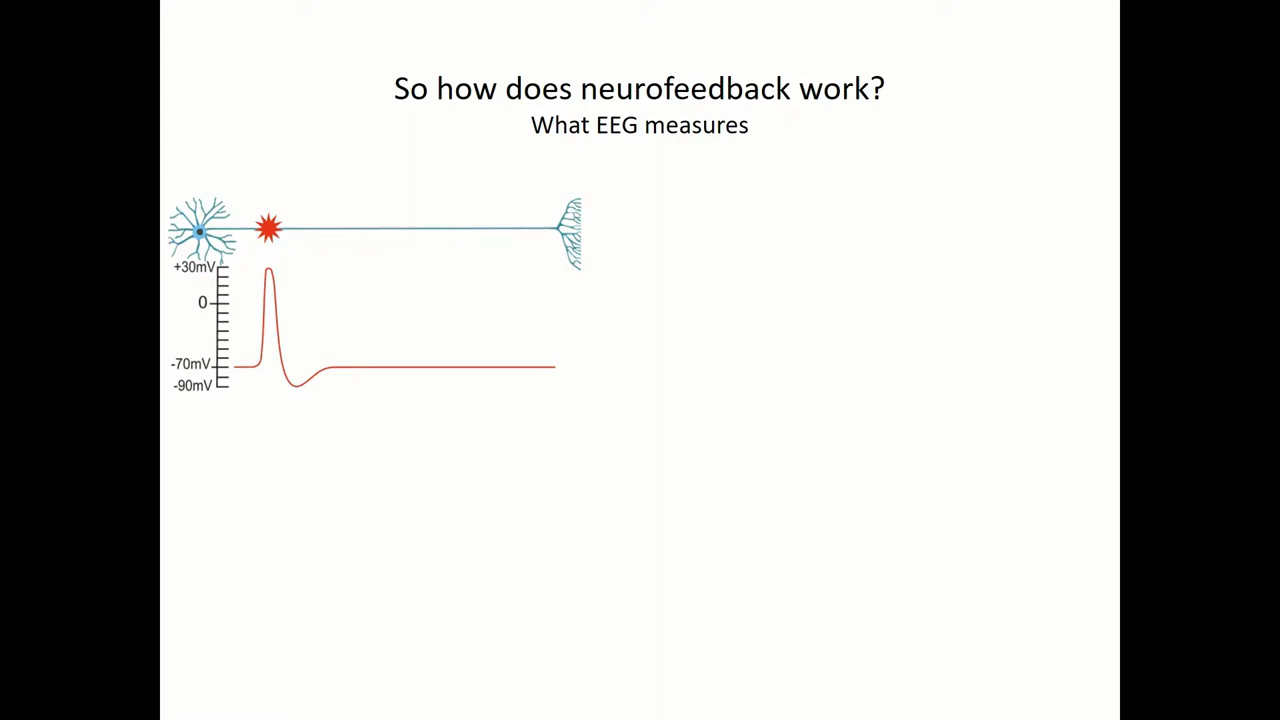 So how does neurofeedback work?
What EEG measures
+30mV
0
-70mV
-90mV